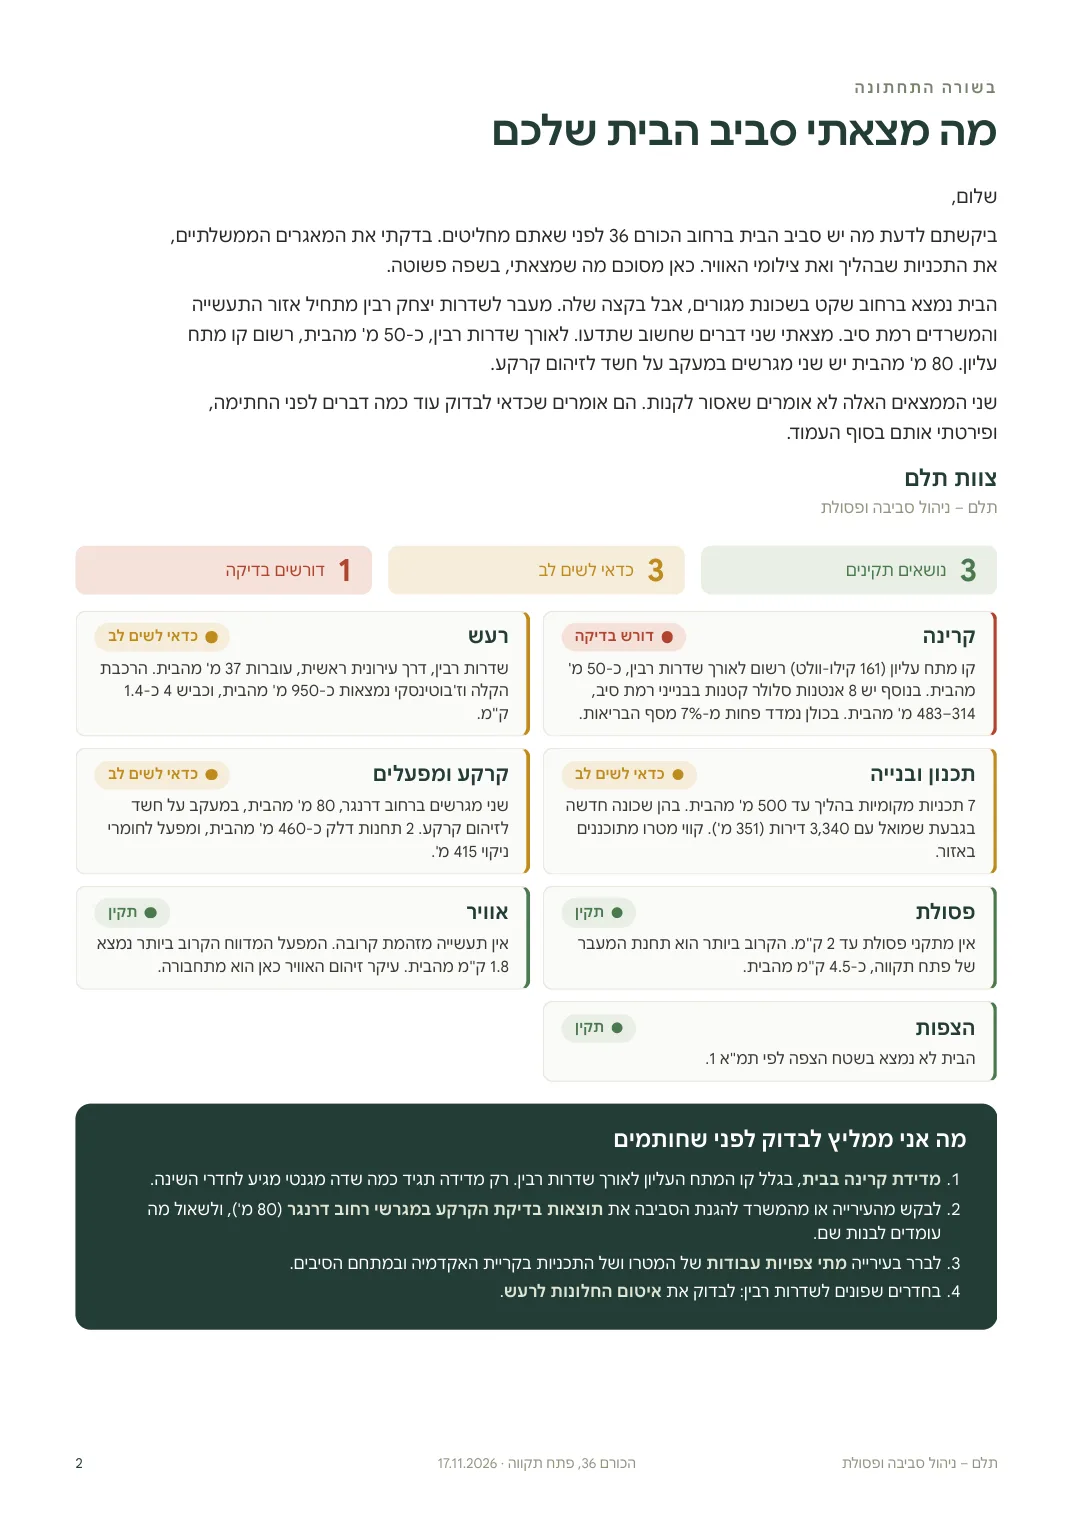 בשורה התחתונה
מה מצאתי סביב הבית שלכם
שלום,
ביקשתם לדעת מה יש סביב הבית ברחוב הכורם 36 לפני שאתם מחליטים. בדקתי את המאגרים הממשלתיים,
את התכניות שבהליך ואת צילומי האוויר. כאן מסוכם מה שמצאתי, בשפה פשוטה.
הבית נמצא ברחוב שקט בשכונת מגורים, אבל בקצה שלה. מעבר לשדרות יצחק רבין מתחיל אזור התעשייה
והמשרדים רמת סיב. מצאתי שני דברים שחשוב שתדעו. לאורך שדרות רבין, כ-50 מ' מהבית, רשום קו מתח
עליון. 80 מ' מהבית יש שני מגרשים במעקב על חשד לזיהום קרקע.
שני הממצאים האלה לא אומרים שאסור לקנות. הם אומרים שכדאי לבדוק עוד כמה דברים לפני החתימה,
ופירטתי אותם בסוף העמוד.
צוות תלם
תלם – ניהול סביבה ופסולת
3 נושאים תקינים
3 כדאי לשים לב
1 דורשים בדיקה
קרינה
דורש בדיקה
קו מתח עליון (161 קילו-וולט) רשום לאורך שדרות רבין, כ-50 מ'
מהבית. בנוסף יש 8 אנטנות סלולר קטנות בבנייני רמת סיב,
314–483 מ' מהבית. בכולן נמדד פחות מ-7% מסף הבריאות.
רעש
כדאי לשים לב
שדרות רבין, דרך עירונית ראשית, עוברות 37 מ' מהבית. הרכבת
הקלה וז'בוטינסקי נמצאות כ-950 מ' מהבית, וכביש 4 כ-1.4
ק"מ.
תכנון ובנייה
כדאי לשים לב
7 תכניות מקומיות בהליך עד 500 מ' מהבית. בהן שכונה חדשה
בגבעת שמואל עם 3,340 דירות (351 מ'). קווי מטרו מתוכננים
באזור.
קרקע ומפעלים
כדאי לשים לב
שני מגרשים ברחוב דרנגר, 80 מ' מהבית, במעקב על חשד
לזיהום קרקע. 2 תחנות דלק כ-460 מ' מהבית, ומפעל לחומרי
ניקוי 415 מ'.
פסולת
תקין
אין מתקני פסולת עד 2 ק"מ. הקרוב ביותר הוא תחנת המעבר
של פתח תקווה, כ-4.5 ק"מ מהבית.
אוויר
תקין
אין תעשייה מזהמת קרובה. המפעל המדווח הקרוב ביותר נמצא
1.8 ק"מ מהבית. עיקר זיהום האוויר כאן הוא מתחבורה.
הצפות
תקין
הבית לא נמצא בשטח הצפה לפי תמ"א 1.
מה אני ממליץ לבדוק לפני שחותמים
1. מדידת קרינה בבית, בגלל קו המתח העליון לאורך שדרות רבין. רק מדידה תגיד כמה שדה מגנטי מגיע לחדרי השינה.
2. לבקש מהעירייה או מהמשרד להגנת הסביבה את תוצאות בדיקת הקרקע במגרשי רחוב דרנגר (80 מ'), ולשאול מה
עומדים לבנות שם.
3. לברר בעירייה מתי צפויות עבודות של המטרו ושל התכניות בקריית האקדמיה ובמתחם הסיבים.
4. בחדרים שפונים לשדרות רבין: לבדוק את איטום החלונות לרעש.
תלם – ניהול סביבה ופסולת
הכורם 36, פתח תקווה · 17.11.2026
2